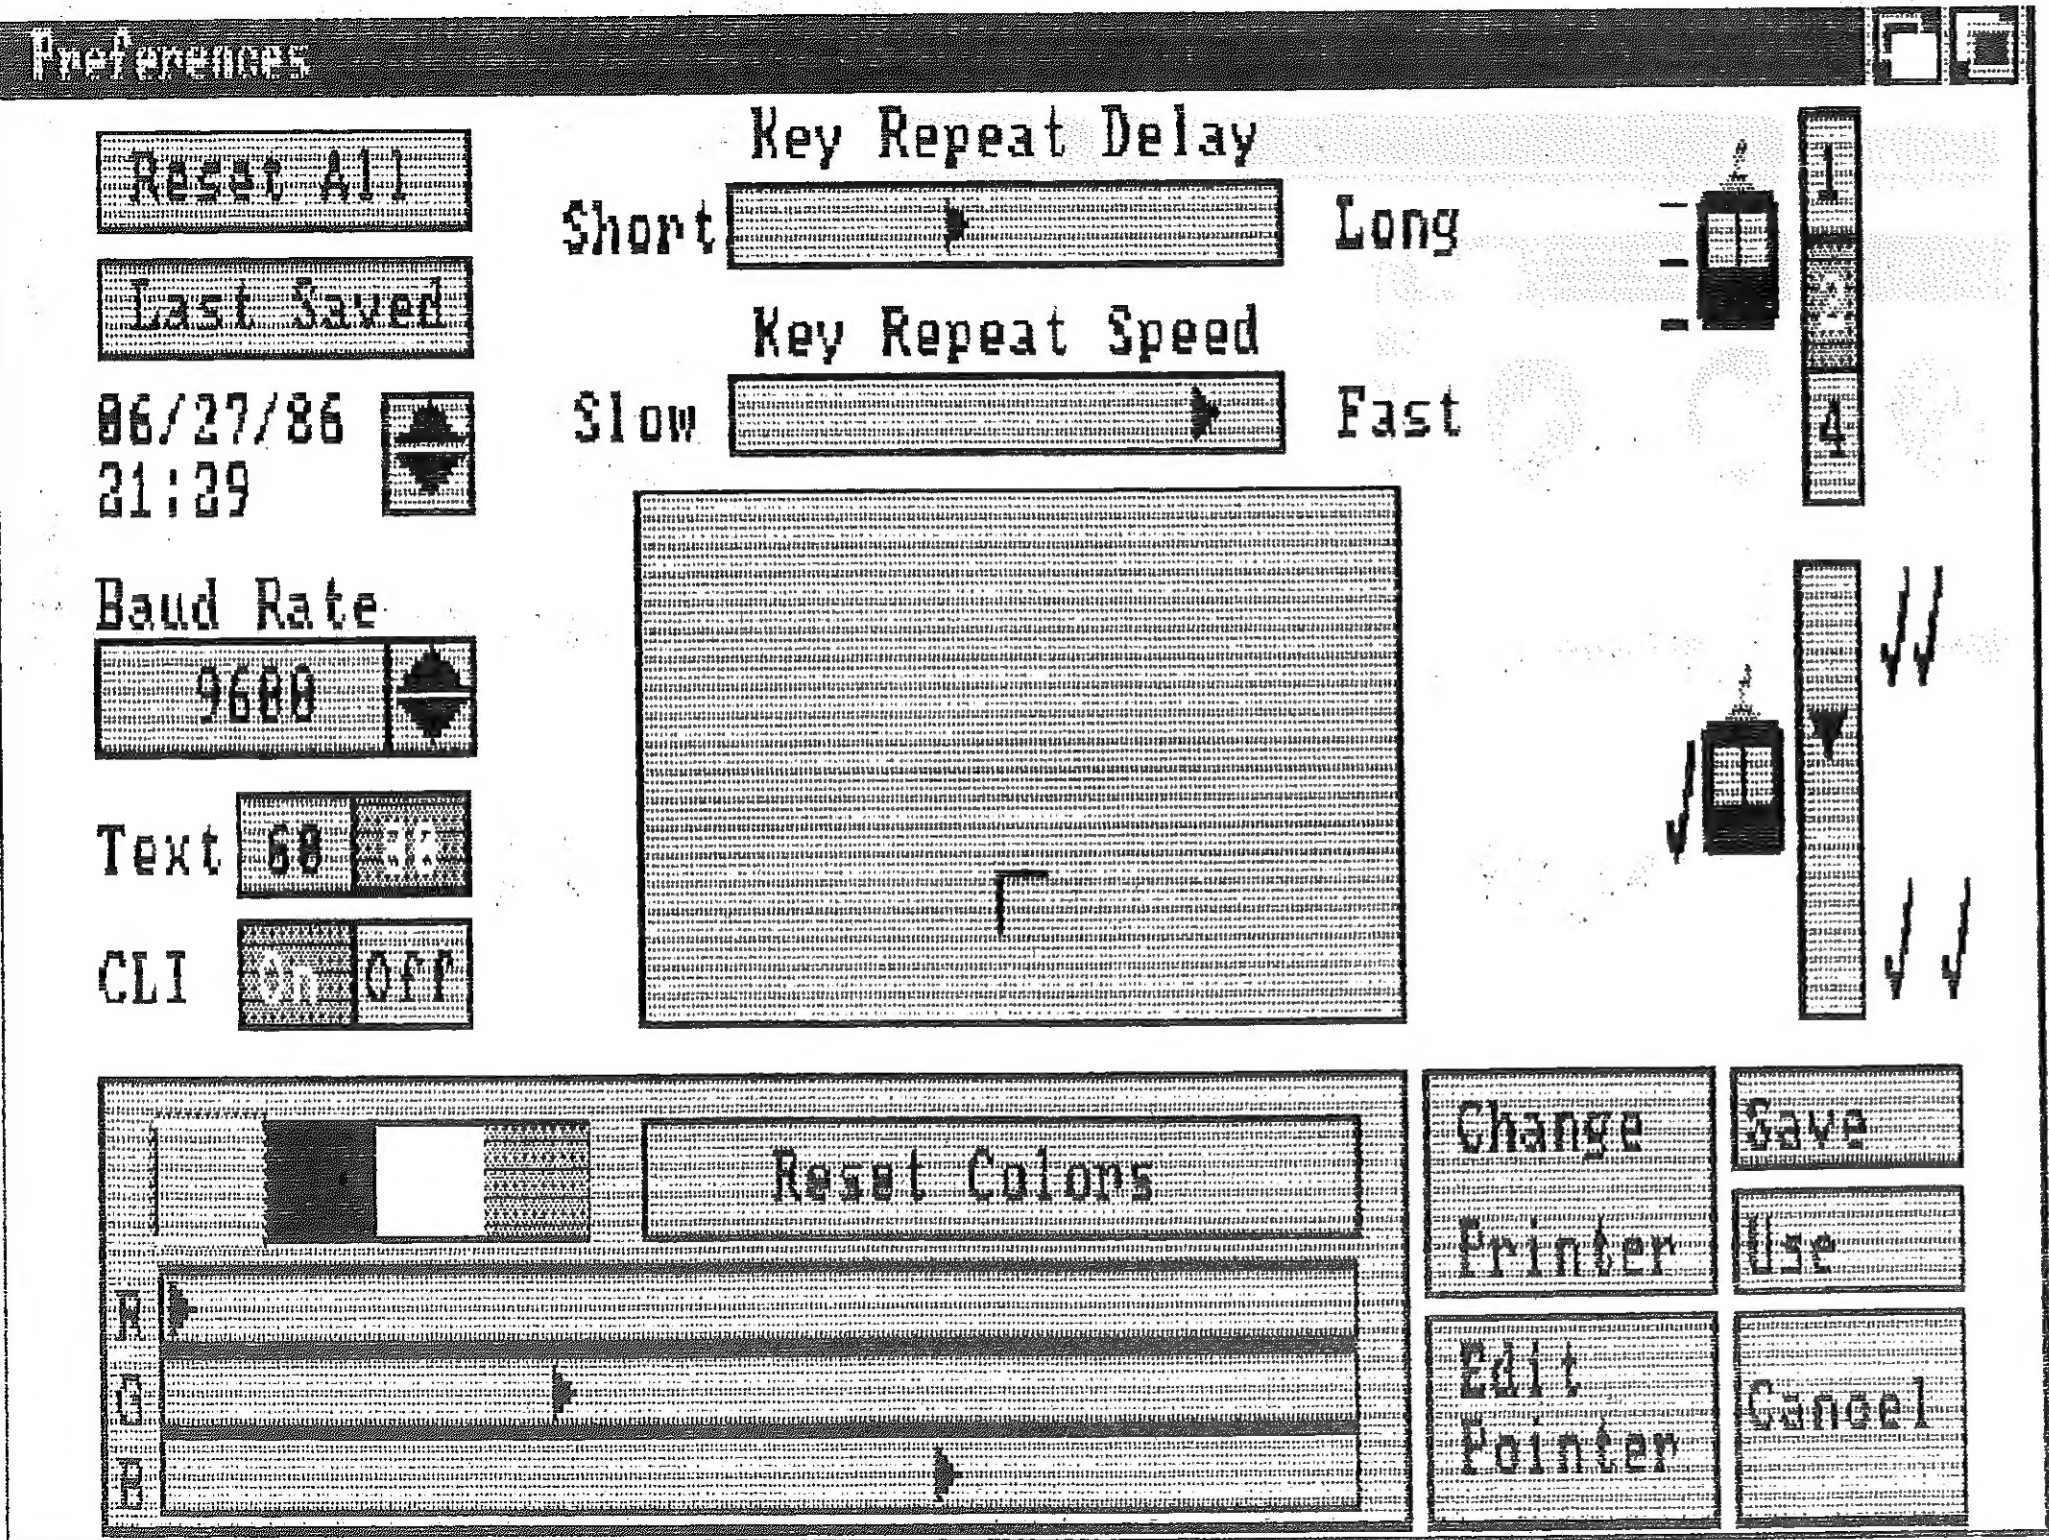 Preferences
Reset All
Last Saved
06/27/86
21:29
Baud Rate
9600
Text 60 80
CLI On Off
Key Repeat Delay
Short Long
Key Repeat Speed
Slow Fast
1
2
4
Reset Colors
R
G
B
Change
Printer
Edit
Pointer
Save
Use
Cancel